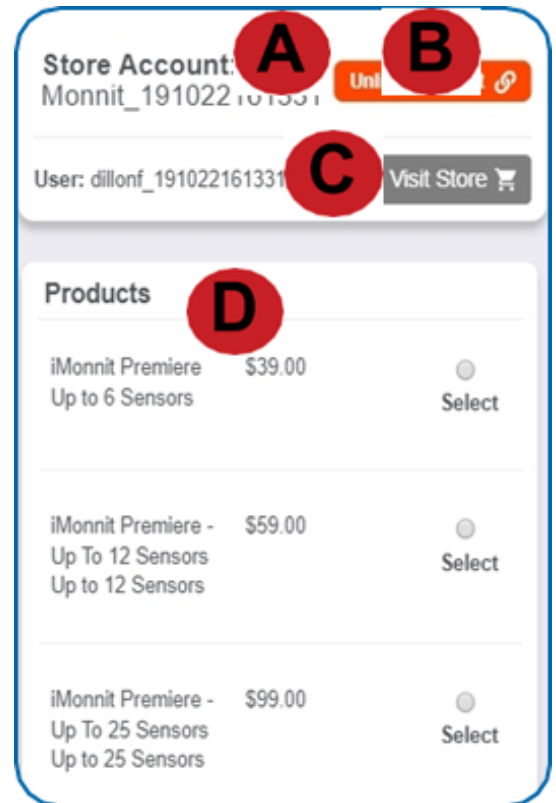 Store Account:
A
B
Monnit_191022161331
User: dillonf_191022161331
C
Visit Store
Products
D
iMonnit Premiere $39.00
Up to 6 Sensors
Select
iMonnit Premiere - $59.00
Up To 12 Sensors
Up to 12 Sensors
Select
iMonnit Premiere - $99.00
Up To 25 Sensors
Up to 25 Sensors
Select